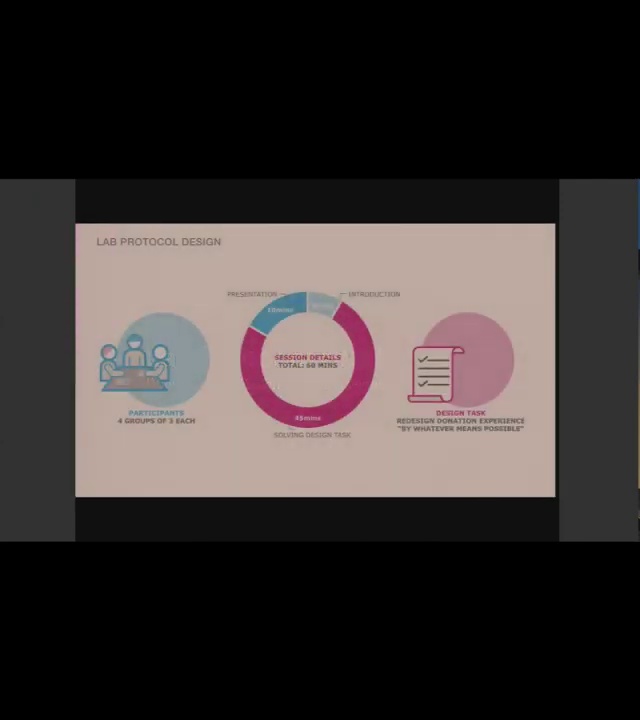 LAB PROTOCOL DESIGN
PRESENTATION
INTRODUCTION
10mins
SESSION DETAILS
TOTAL: 60 MINS
45mins
SOLVING DESIGN TASK
PARTICIPANTS
4 GROUPS OF 3 EACH
DESIGN TASK
REDESIGN DONATION EXPERIENCE
"BY WHATEVER MEANS POSSIBLE"